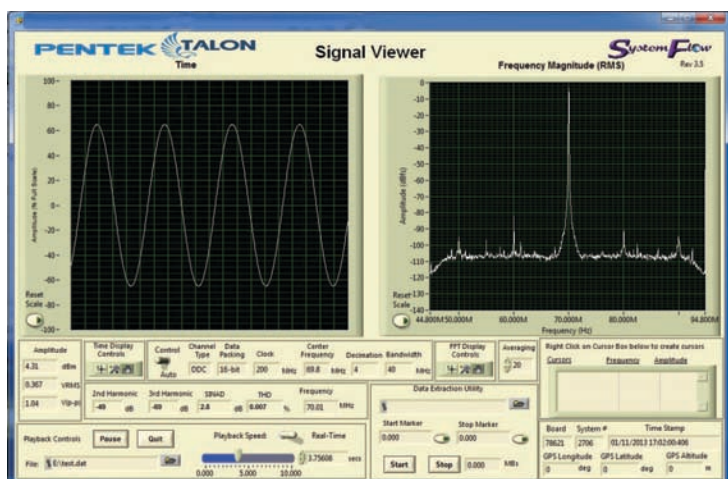 PENTEK TALON
Signal Viewer
SystemFlow
Rev 3.5
Time
Frequency Magnitude (RMS)
Amplitude (% Full Scale)
100-
80-
60-
40-
20-
0-
-20-
-40-
-60-
-80-
-100-
Reset
Scale
Amplitude (dBfs)
0-
-10-
-20-
-30-
-40-
-50-
-60-
-70-
-80-
-90-
-100-
-110-
-120-
-130-
-140-
Reset
Scale
44.800M 50.000M 60.000M 70.000M 80.000M 94.800M
Frequency (Hz)
Amplitude
4.31 dBm
0.367 VRMS
1.04 V(p-p)
Time Display
Controls
Control
Auto
Channel
Type
DDC
Data
Packing
16-bit
Clock
200 MHz
Center
Frequency
69.8 MHz
Decimation
4
Bandwidth
40 MHz
FFT Display
Controls
Averaging
20
2nd Harmonic
dB
3rd Harmonic
dB
SINAD
dB
THD
0.007 %
Frequency
70.01 MHz
Playback Controls
Pause
Quit
Playback Speed:
Real-Time
0.000 5.000 10.000
3.75608 secs
File:
E:\test.dat
Data Extraction Utility
Start Marker
0.000
Stop Marker
0.000
Start
Stop
0.000 MBs
Right Click on Cursor Box below to create cursors
Cursors Frequency Amplitude
Board System # Time Stamp
78621 2706 01/11/2013 17:02:00:406
GPS Longitude GPS Latitude GPS Altitude
0 deg 0 deg 0 m